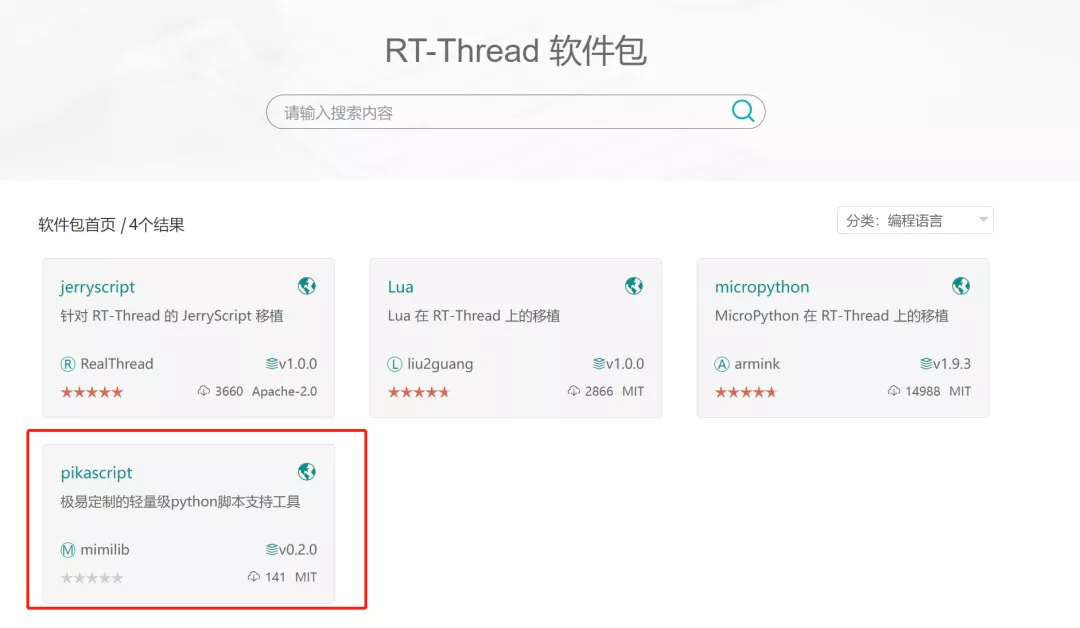 RT-Thread 软件包
请输入搜索内容
软件包首页 / 4个结果
分类：编程语言
jerryscript
针对 RT-Thread 的 JerryScript 移植
R RealThread v1.0.0
3660 Apache-2.0
Lua
Lua 在 RT-Thread 上的移植
L liu2guang v1.0.0
2866 MIT
micropython
MicroPython 在 RT-Thread 上的移植
A armink v1.9.3
14988 MIT
pikascript
极易定制的轻量级python脚本支持工具
M mimilib v0.2.0
141 MIT